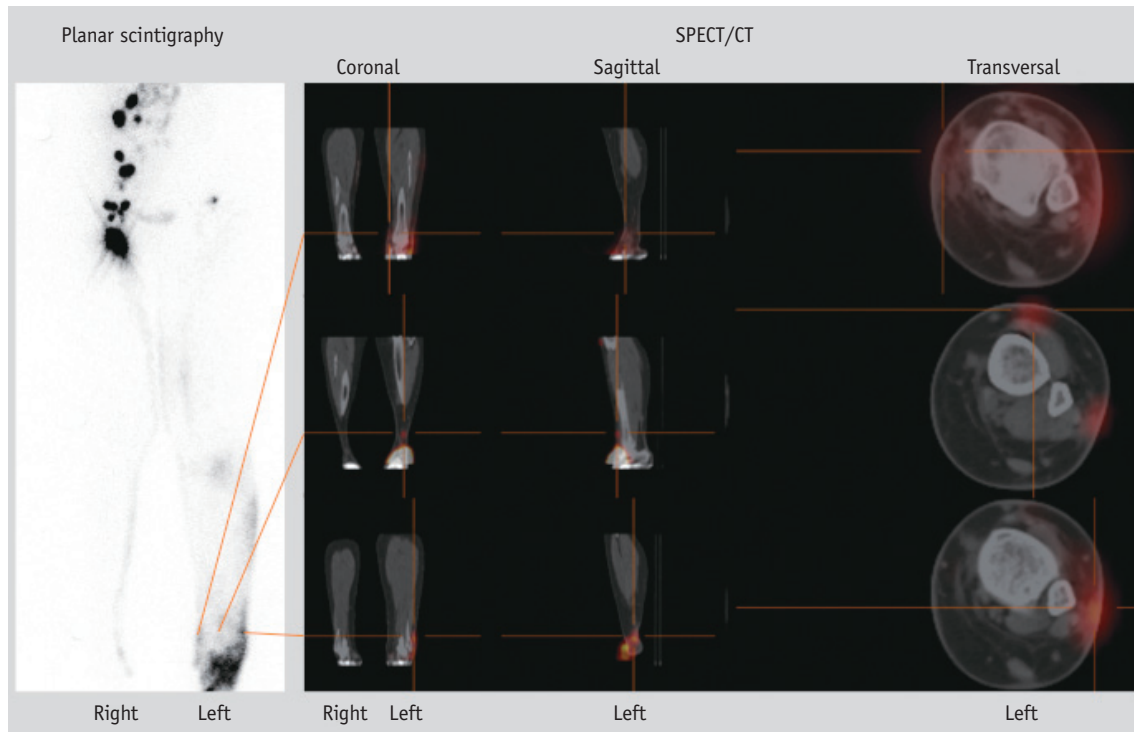 Planar scintigraphy
SPECT/CT
Coronal
Sagittal
Transversal
Right
Left
Right
Left
Left
Left